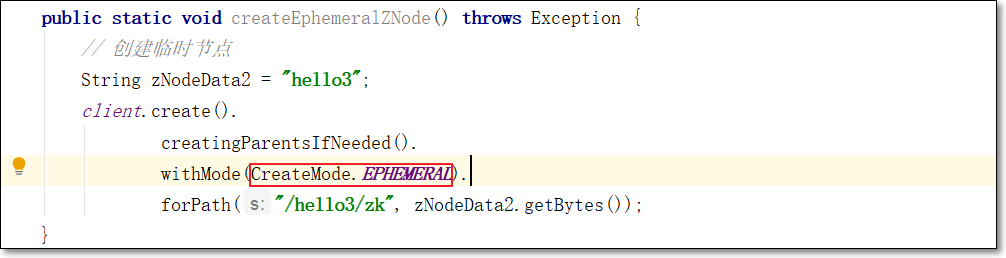 public static void createEphemeralZNode() throws Exception {
// 创建临时节点
String zNodeData2 = "hello3";
client.create().
creatingParentsIfNeeded().
withMode(CreateMode.EPHEMERAL).
forPath( s: "/hello3/zk", zNodeData2.getBytes());
}